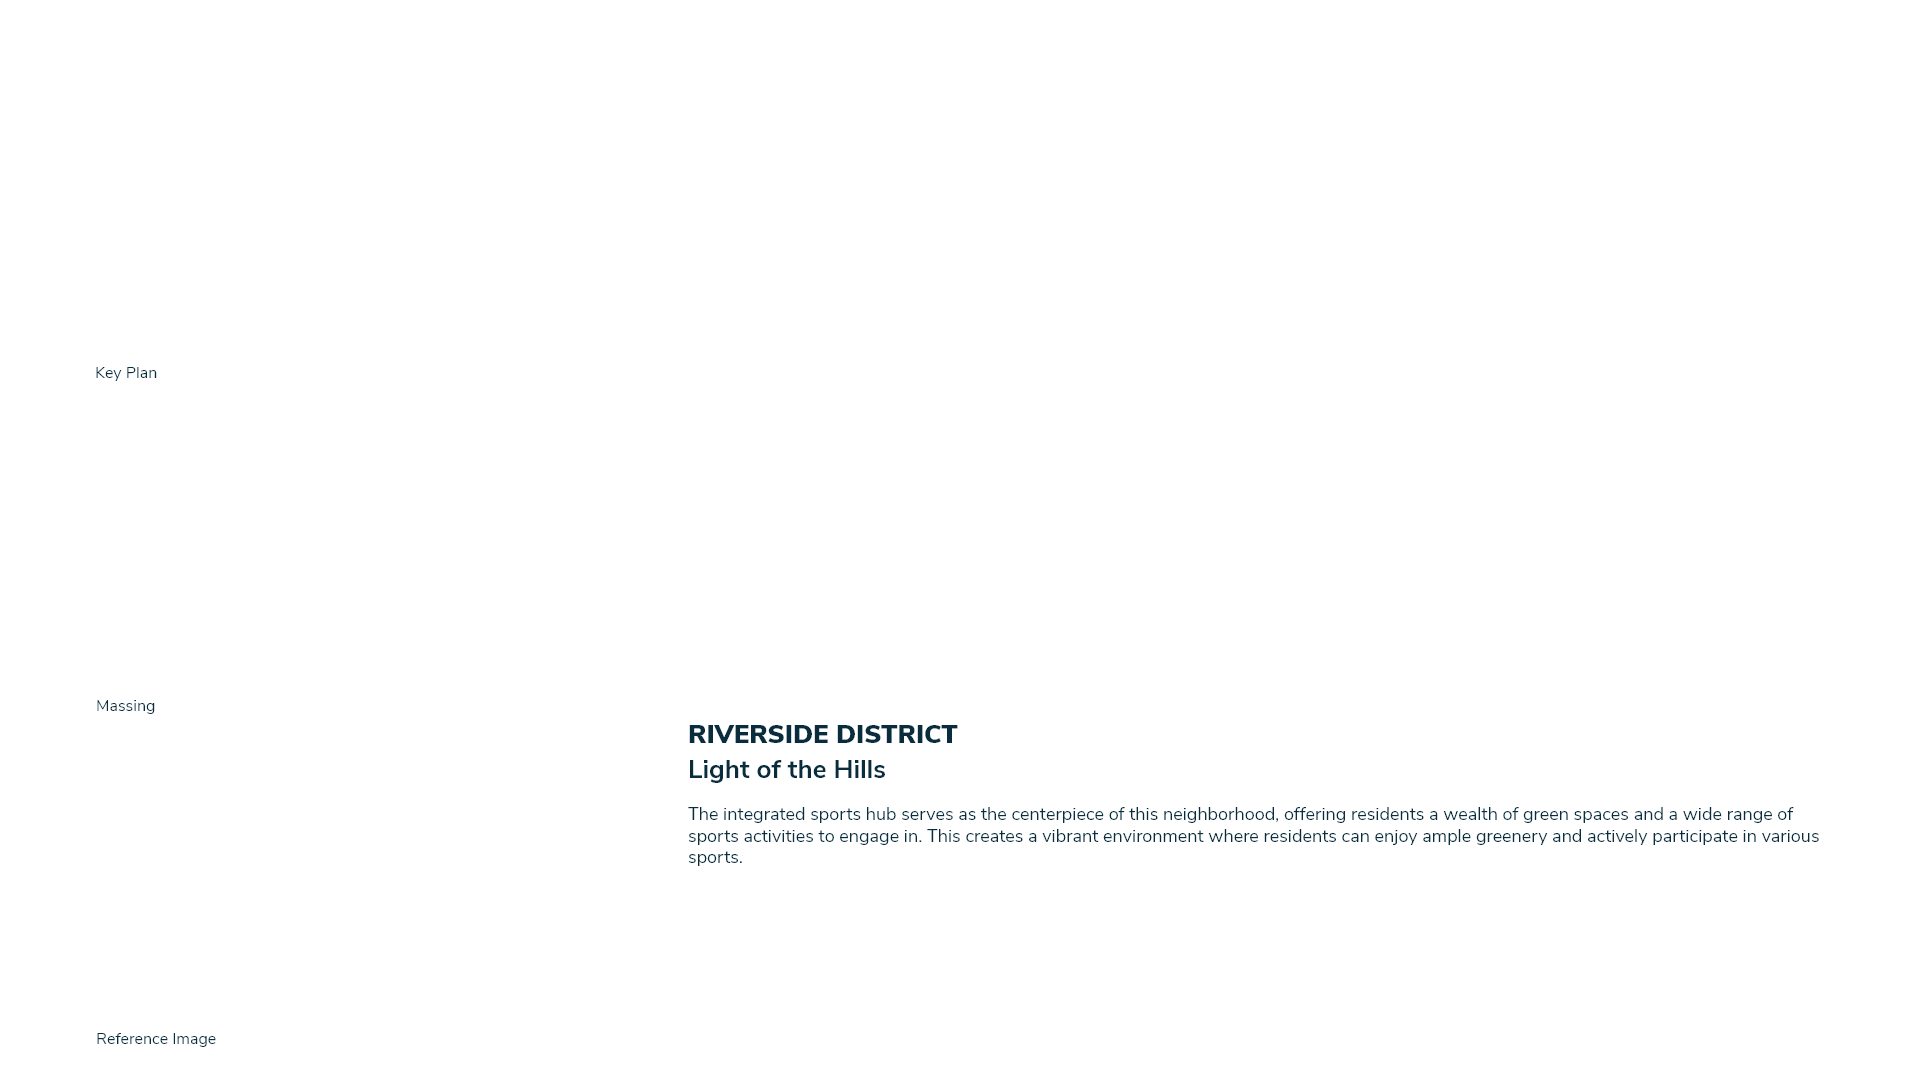 Key Plan
Massing
RIVERSIDE DISTRICT
Light of the Hills
The integrated sports hub serves as the centerpiece of this neighborhood, offering residents a wealth of green spaces and a wide range of
sports activities to engage in. This creates a vibrant environment where residents can enjoy ample greenery and actively participate in various
sports.
Reference Image